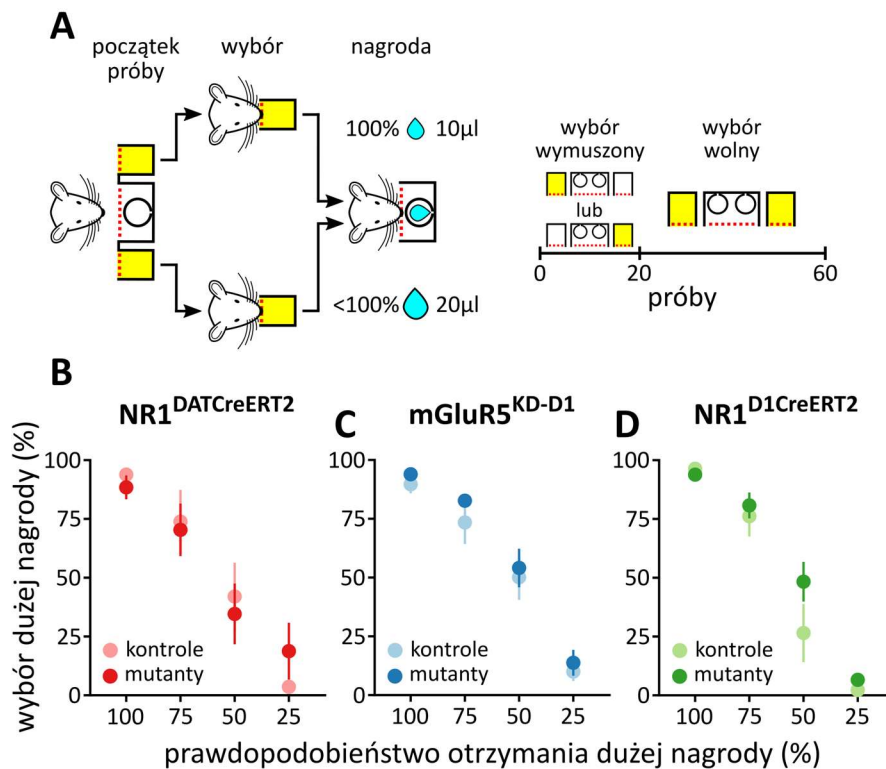 A
początek
próby
wybór
nagroda
100% 10µl
<100% 20µl
wybór
wymuszony
lub
wybór
wolny
0 20 60
próby
B
NR1DATCreERT2
C
mGluR5KD-D1
D
NR1D1CreERT2
wybór dużej nagrody (%)
100
75
50
25
0
kontrole
mutanty
100 75 50 25
100
75
50
25
0
kontrole
mutanty
100 75 50 25
100
75
50
25
0
kontrole
mutanty
100 75 50 25
prawdopodobieństwo otrzymania dużej nagrody (%)